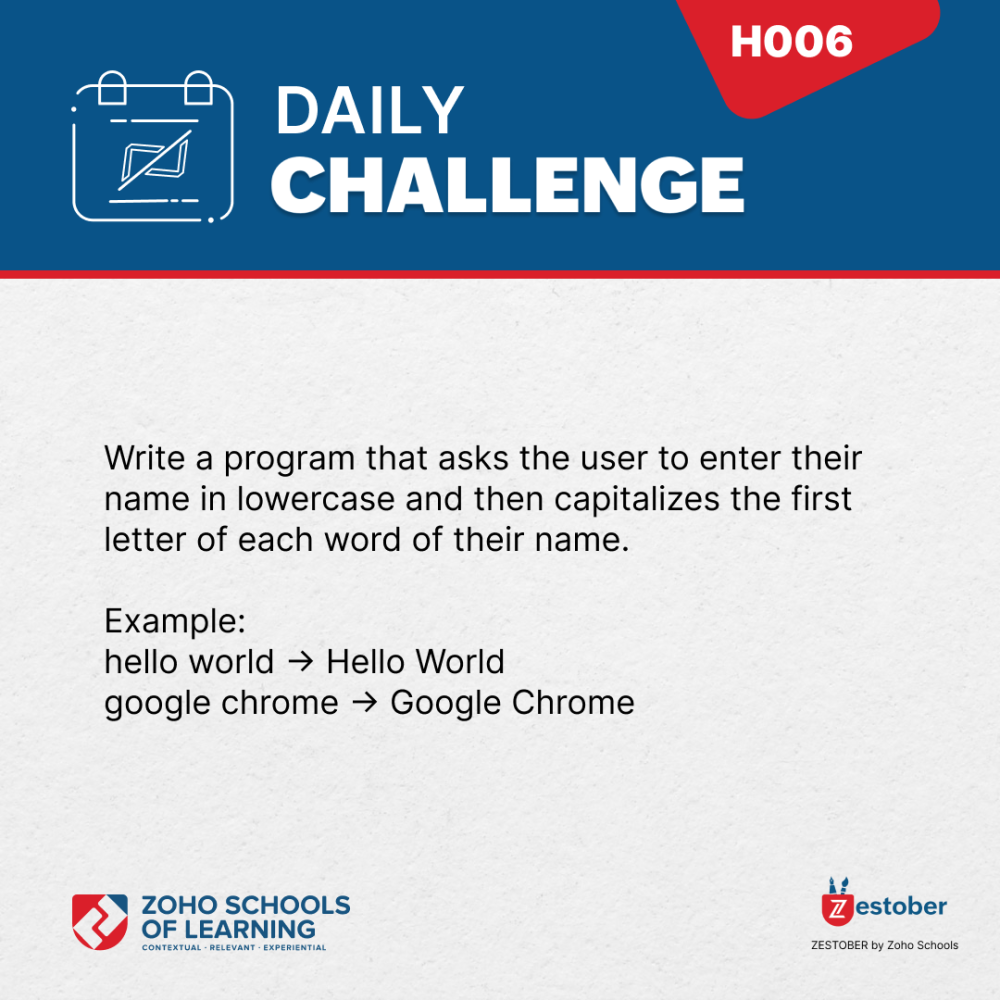 H006
DAILY
CHALLENGE
Write a program that asks the user to enter their
name in lowercase and then capitalizes the first
letter of each word of their name.
Example:
hello world → Hello World
google chrome → Google Chrome
ZOHO SCHOOLS
OF LEARNING
CONTEXTUAL · RELEVANT · EXPERIENTIAL
Zestober
ZESTOBER by Zoho Schools